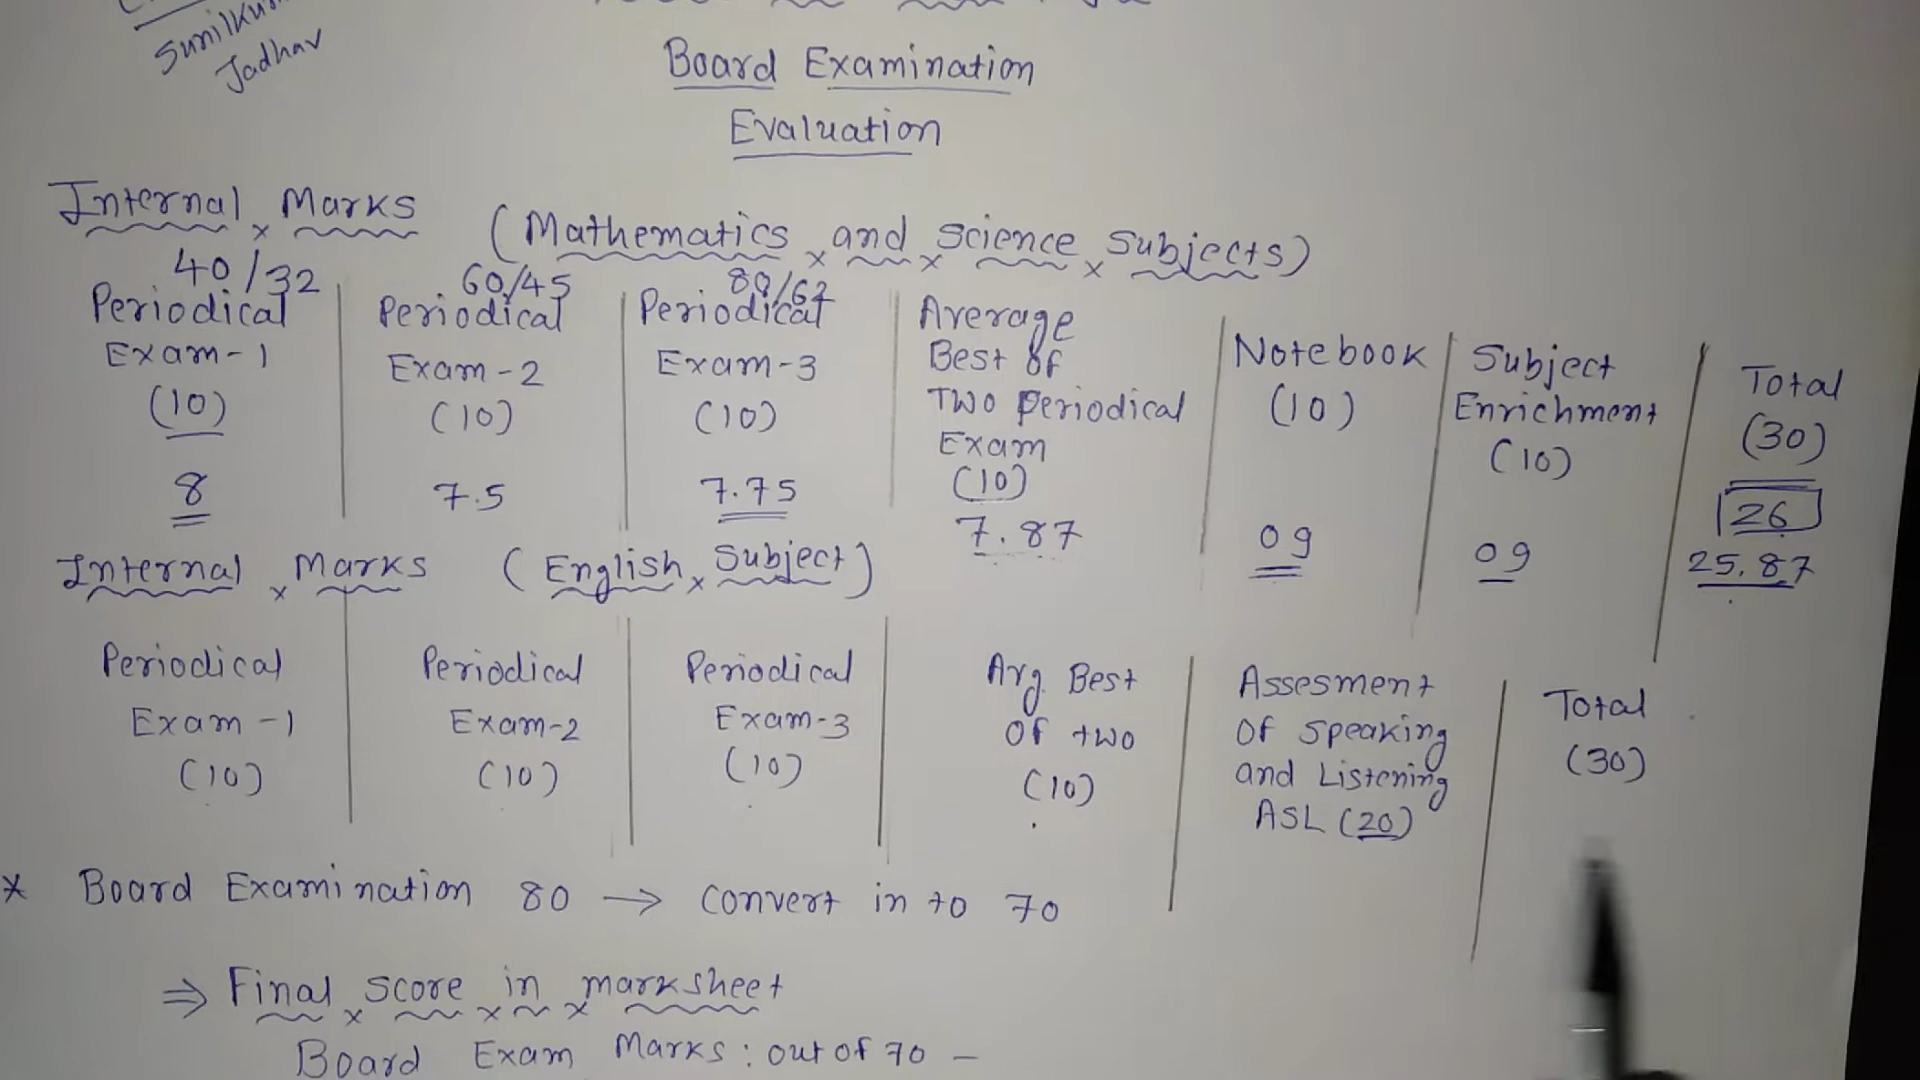 Sunilkum
Jadhav
Board Examination
Evaluation
Internal Marks (Mathematics and Science Subjects)
40/32
Periodical
Exam-1
(10)
8
60/45
Periodical
Exam-2
(10)
7.5
80/62
Periodical
Exam-3
(10)
7.75
Average
Best of
Two Periodical
Exam
(10)
7.87
Notebook
(10)
09
Subject
Enrichment
(10)
09
Total
(30)
26
25.87
Internal Marks (English Subject)
Periodical
Exam-1
(10)
Periodical
Exam-2
(10)
Periodical
Exam-3
(10)
Avg. Best
Of two
(10)
Assesment
Of Speaking
and Listening
ASL (20)
Total
(30)
* Board Examination 80 → convert in to 70
⇒ Final score in marksheet
Board Exam Marks: out of 70 -